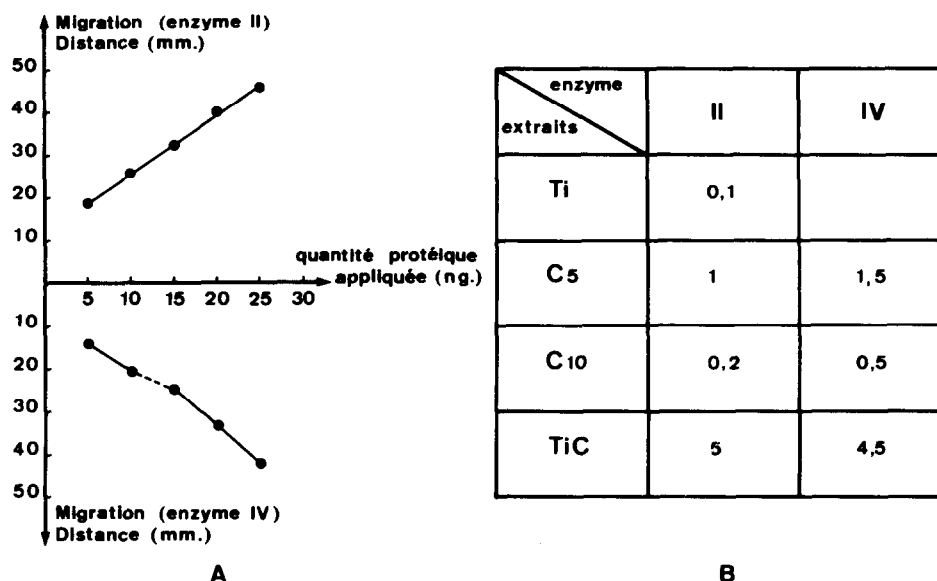 Migration (enzyme II)
Distance (mm.)
50
40
30
20
10
quantité protéique
appliquée (ng.)
5 10 15 20 25 30
10
20
30
40
50
Migration (enzyme IV)
Distance (mm.)
A
enzyme
extraits
II
IV
Ti
0,1
C5
1
1,5
C10
0,2
0,5
TiC
5
4,5
B